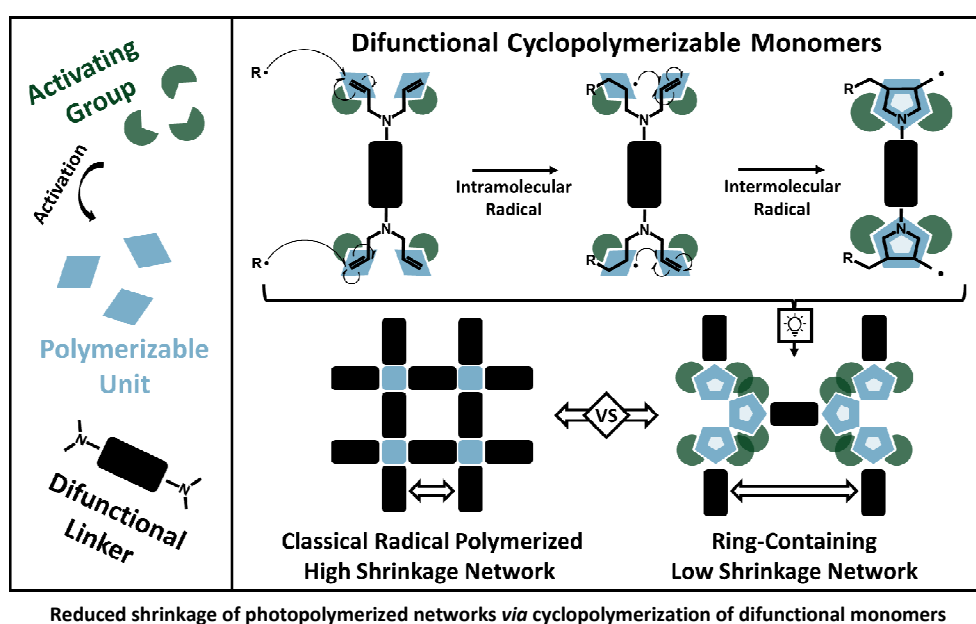 Activating
Group
Activation
Polymerizable
Unit
N
N
Difunctional
Linker
Difunctional Cyclopolymerizable Monomers
R•
N
N
R•
Intramolecular
Radical
R
N
N
R
Intermolecular
Radical
R
N
N
R
VS
Classical Radical Polymerized
High Shrinkage Network
Ring-Containing
Low Shrinkage Network
Reduced shrinkage of photopolymerized networks via cyclopolymerization of difunctional monomers